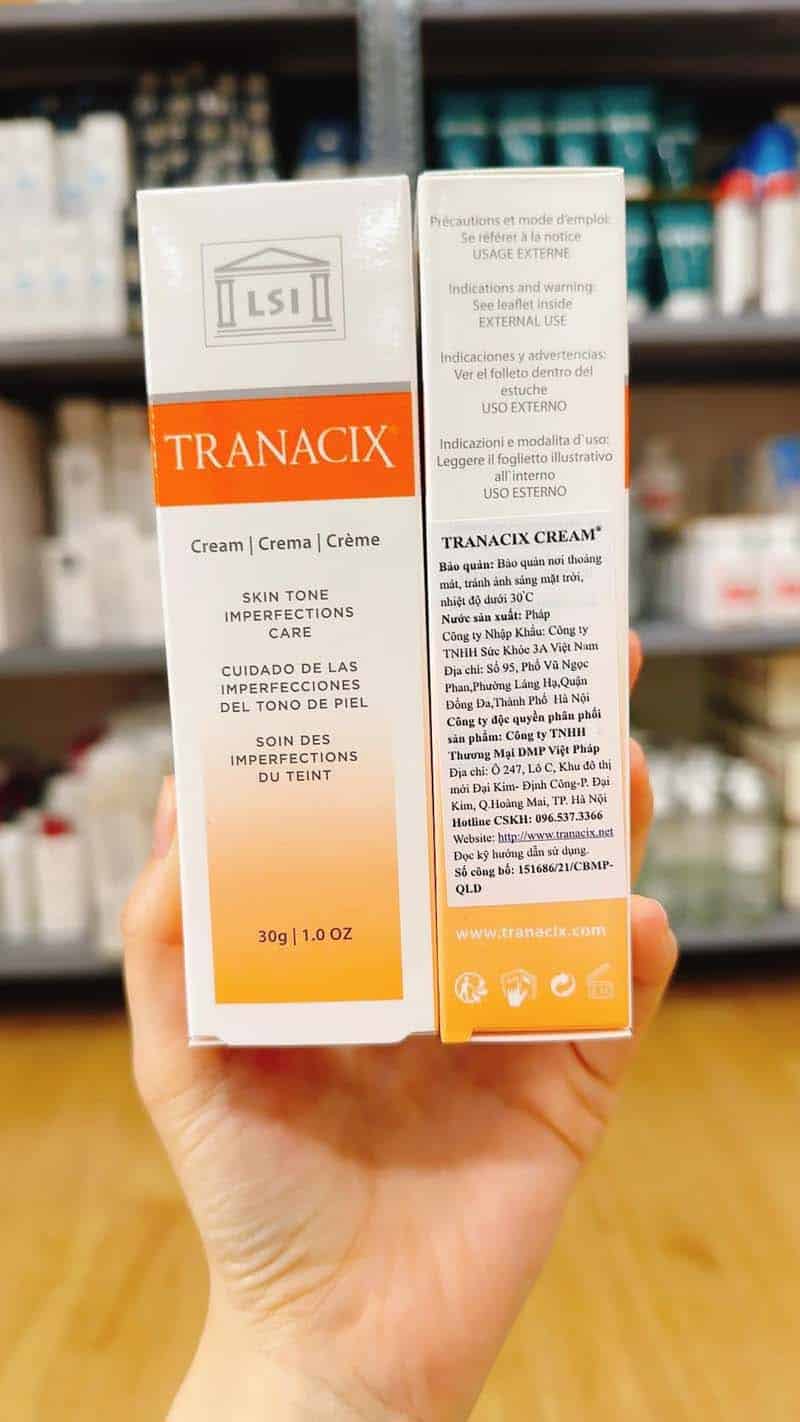 LSI
TRANACIX®
Cream | Crema | Crème
SKIN TONE
IMPERFECTIONS
CARE
CUIDADO DE LAS
IMPERFECCIONES
DEL TONO DE PIEL
SOIN DES
IMPERFECTIONS
DU TEINT
30g | 1.0 OZ
Précautions et mode d'emploi:
Se référer à la notice
USAGE EXTERNE
Indications and warning:
See leaflet inside
EXTERNAL USE
Indicaciones y advertencias:
Ver el folleto dentro del
estuche
USO EXTERNO
Indicazioni e modalita d`uso:
Leggere il foglietto illustrativo
all`interno
USO ESTERNO
TRANACIX CREAM®
Bảo quản: Bảo quản nơi thoáng
mát, tránh ánh sáng mặt trời,
nhiệt độ dưới 30°C
Nước sản xuất: Pháp
Công ty Nhập Khẩu: Công ty
TNHH Sức Khỏe 3A Việt Nam
Địa chỉ: Số 95, Phố Vũ Ngọc
Phan,Phường Láng Hạ,Quận
Đống Đa,Thành Phố Hà Nội
Công ty độc quyền phân phối
sản phẩm: Công ty TNHH
Thương Mại DMP Việt Pháp
Địa chỉ: Ô 247, Lô C, Khu đô thị
mới Đại Kim- Định Công-P. Đại
Kim, Q.Hoàng Mai, TP. Hà Nội
Hotline CSKH: 096.537.3366
Website: http://www.tranacix.net
Đọc kỹ hướng dẫn sử dụng.
Số công bố: 151686/21/CBMP-
QLD
www.tranacix.com